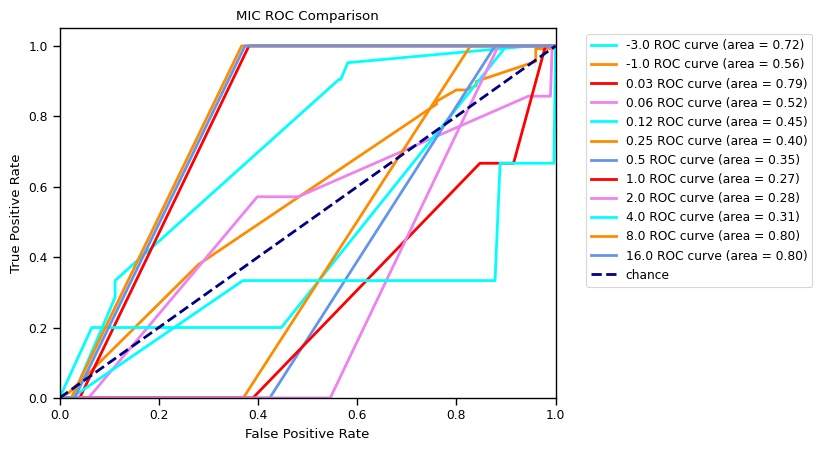 MIC ROC Comparison
True Positive Rate
1.0
0.8
0.6
0.4
0.2
0.0
0.0 0.2 0.4 0.6 0.8 1.0
False Positive Rate
-3.0 ROC curve (area = 0.72)
-1.0 ROC curve (area = 0.56)
0.03 ROC curve (area = 0.79)
0.06 ROC curve (area = 0.52)
0.12 ROC curve (area = 0.45)
0.25 ROC curve (area = 0.40)
0.5 ROC curve (area = 0.35)
1.0 ROC curve (area = 0.27)
2.0 ROC curve (area = 0.28)
4.0 ROC curve (area = 0.31)
8.0 ROC curve (area = 0.80)
16.0 ROC curve (area = 0.80)
chance